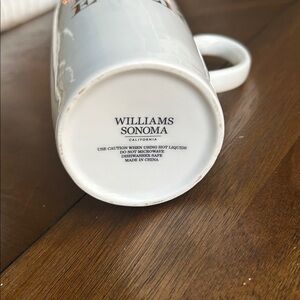 WILLIAMS
SONOMA
CALIFORNIA
USE CAUTION WHEN USING HOT LIQUIDS
DO NOT MICROWAVE
DISHWASHER SAFE
MADE IN CHINA